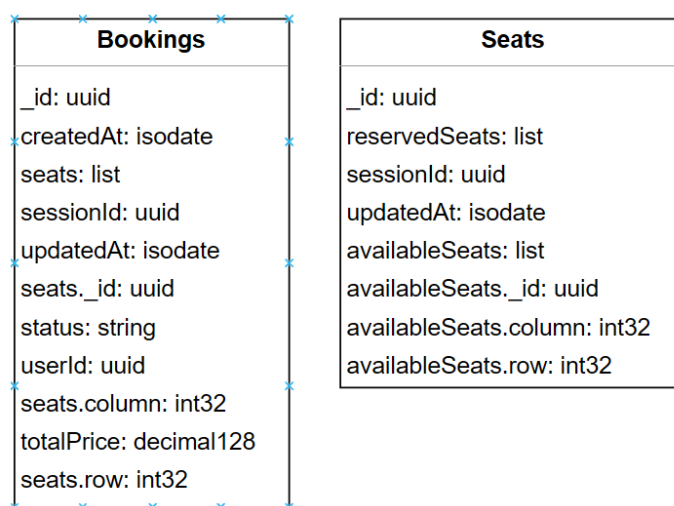 Bookings
_id: uuid
createdAt: isodate
seats: list
sessionId: uuid
updatedAt: isodate
seats._id: uuid
status: string
userId: uuid
seats.column: int32
totalPrice: decimal128
seats.row: int32
Seats
_id: uuid
reservedSeats: list
sessionId: uuid
updatedAt: isodate
availableSeats: list
availableSeats._id: uuid
availableSeats.column: int32
availableSeats.row: int32